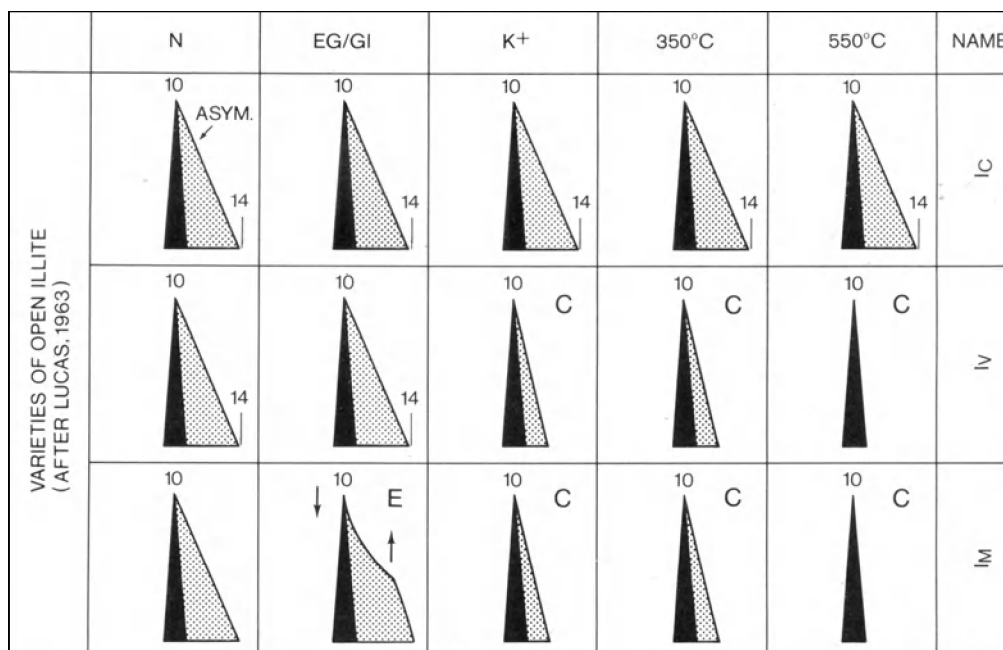 N EG/GI K+ 350°C 550°C NAME
VARIETIES OF OPEN ILLITE
(AFTER LUCAS, 1963)
10 10 10 10 10
ASYM.
14 14 14 14 14
IC
10 10 10 C 10 C 10 C
14 14
IV
10 10 E 10 C 10 C 10 C
IM